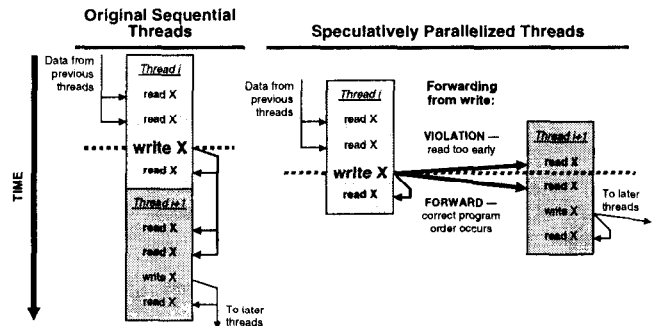 Original Sequential
Threads
Speculatively Parallelized Threads
TIME
Data from
previous
threads
Thread i
read X
read X
write X
read X
Thread i+1
read X
read X
write X
read X
To later
threads
Data from
previous
threads
Thread i
read X
read X
write X
read X
Forwarding
from write:
VIOLATION —
read too early
FORWARD —
correct program
order occurs
Thread i+1
read X
read X
write X
read X
To later
threads